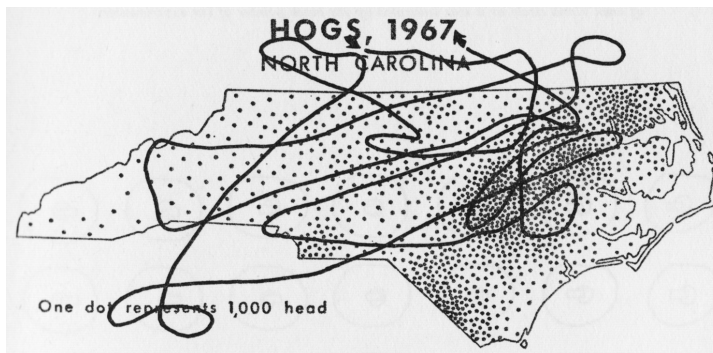 HOGS, 1967
NORTH CAROLINA
One dot represents 1,000 head